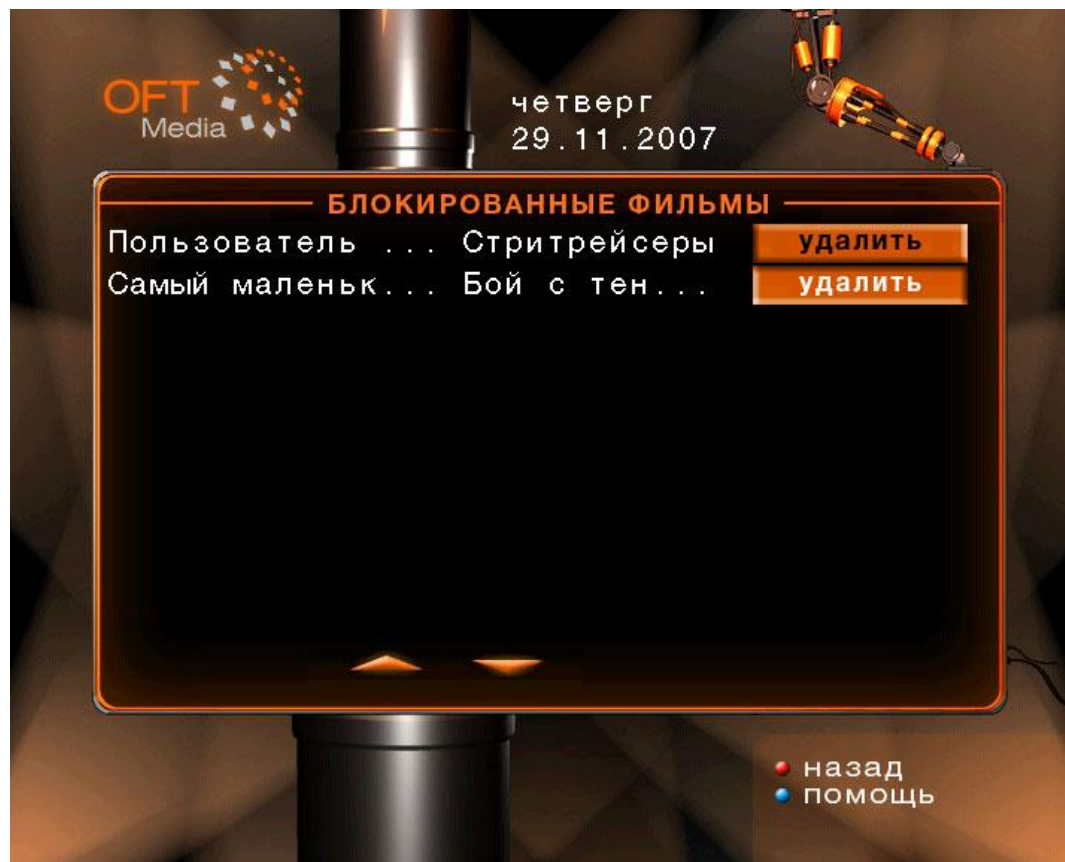 OFT
Media
четверг
29.11.2007
БЛОКИРОВАННЫЕ ФИЛЬМЫ
Пользователь ... Стритрейсеры удалить
Самый маленьк... Бой с тен... удалить
назад
помощь